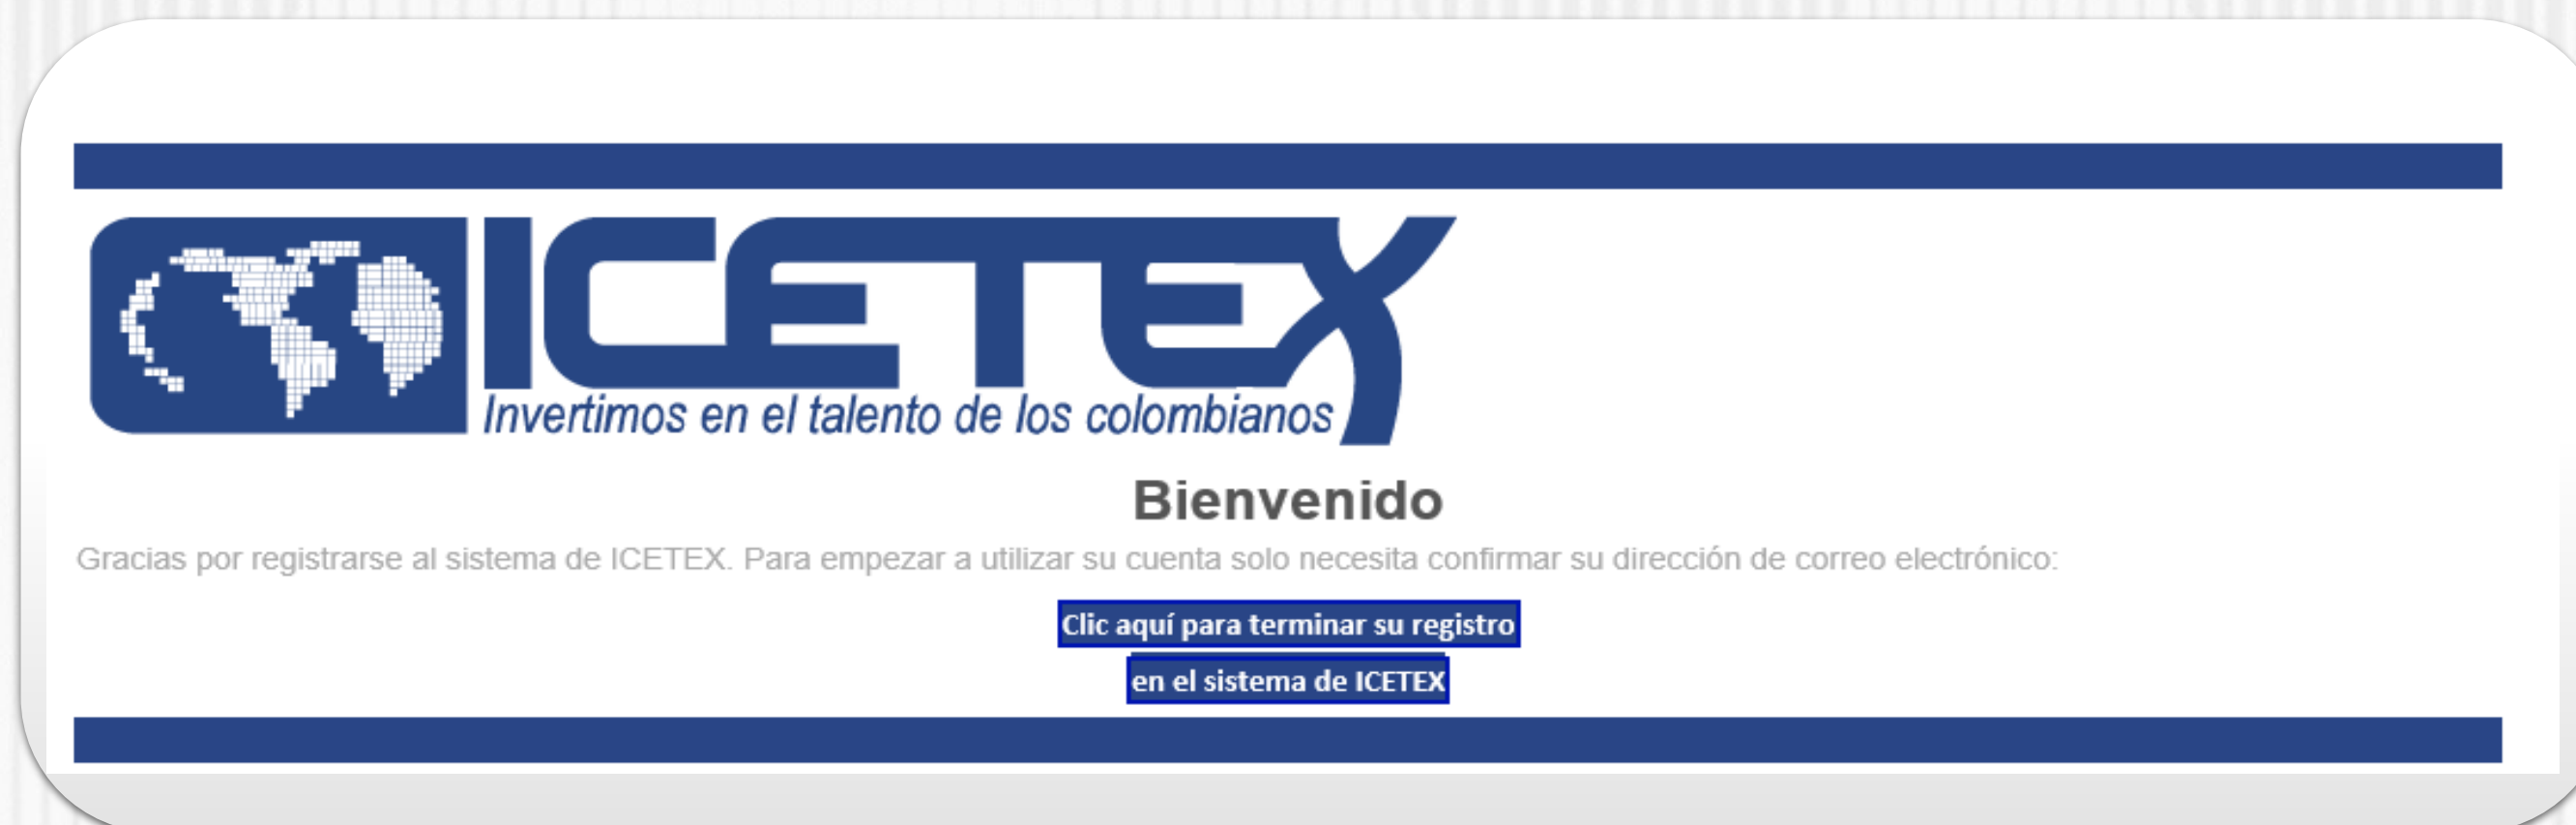 ICETEX
Invertimos en el talento de los colombianos
Bienvenido
Gracias por registrarse al sistema de ICETEX. Para empezar a utilizar su cuenta solo necesita confirmar su dirección de correo electrónico:
Clic aquí para terminar su registro
en el sistema de ICETEX